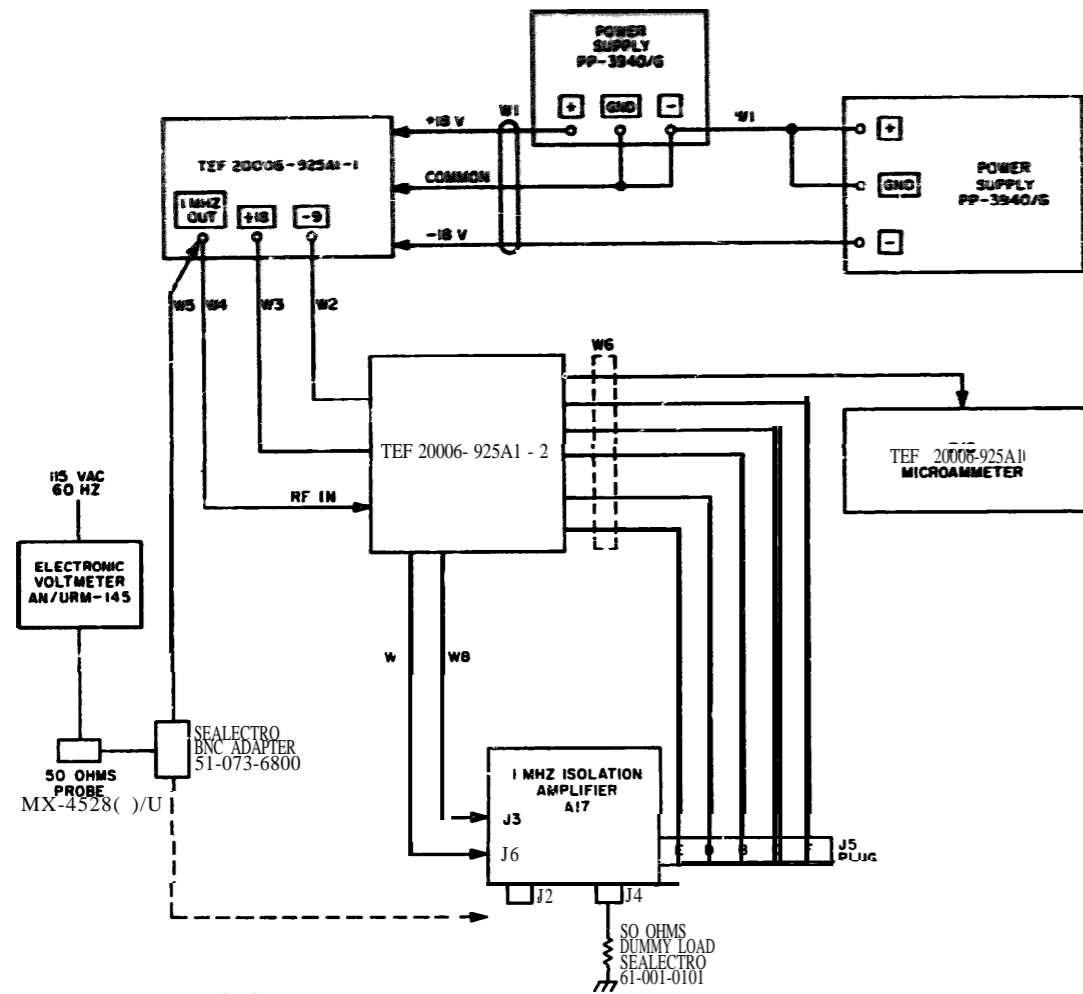 POWER
SUPPLY
PP-3940/G
+
GND
-
W1
+18 V
W1
+
GND
-
POWER
SUPPLY
PP-3940/G
TEF 20006-925A1-1
COMMON
-18 V
1 MHZ
OUT
+18
-9
W5
W4
W3
W2
W6
TEF 20006- 925A1 - 2
TEF 20006-925A1
MICROAMMETER
115 VAC
60 HZ
RF IN
ELECTRONIC
VOLTMETER
AN/URM-145
W
W8
SEALECTRO
BNC ADAPTER
51-073-6800
50 OHMS
PROBE
MX-4528( )/U
1 MHZ ISOLATION
AMPLIFIER
A17
J3
J6
E
D
B
F
J5
PLUG
J2
J4
SO OHMS
DUMMY LOAD
SEALECTRO
61-001-0101